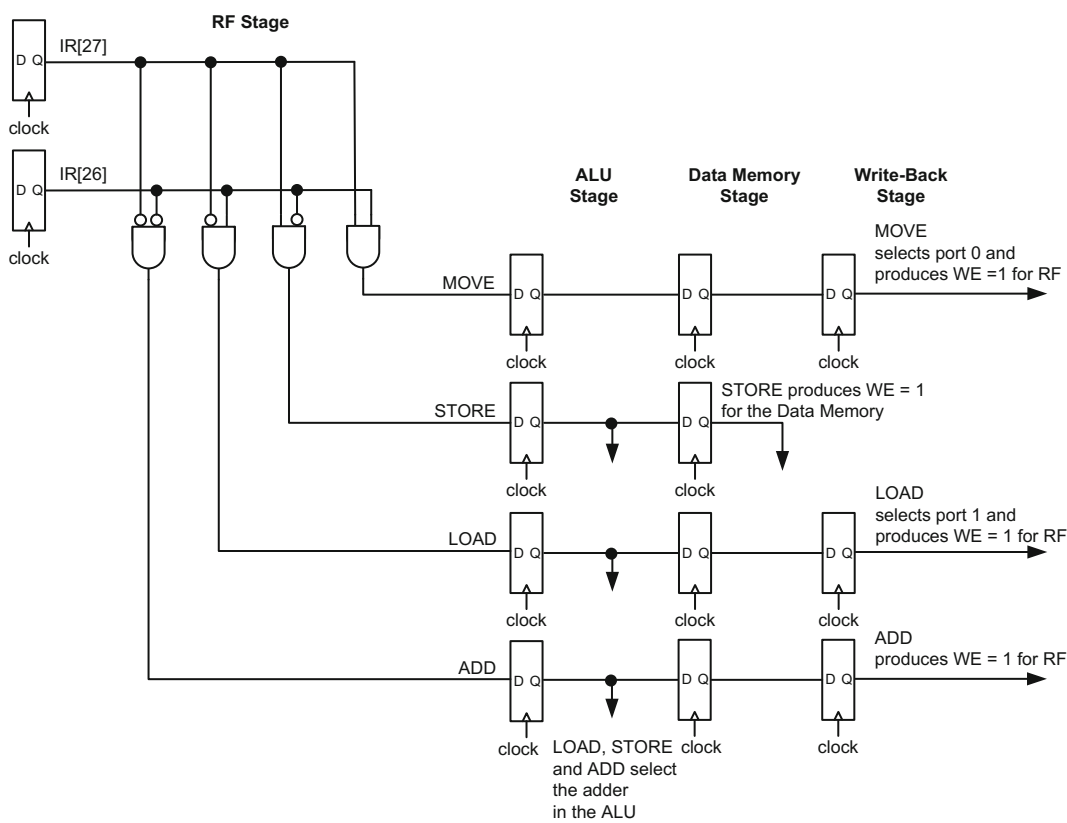 RF Stage
IR[27]
D Q
clock
IR[26]
D Q
clock
ALU
Stage
Data Memory
Stage
Write-Back
Stage
MOVE
selects port 0 and
produces WE =1 for RF
MOVE
D Q
D Q
D Q
clock
clock
clock
STORE produces WE = 1
for the Data Memory
STORE
D Q
D Q
clock
clock
LOAD
selects port 1 and
produces WE = 1 for RF
LOAD
D Q
D Q
D Q
clock
clock
clock
ADD
produces WE = 1 for RF
ADD
D Q
D Q
D Q
clock
clock
clock
LOAD, STORE
and ADD select
the adder
in the ALU